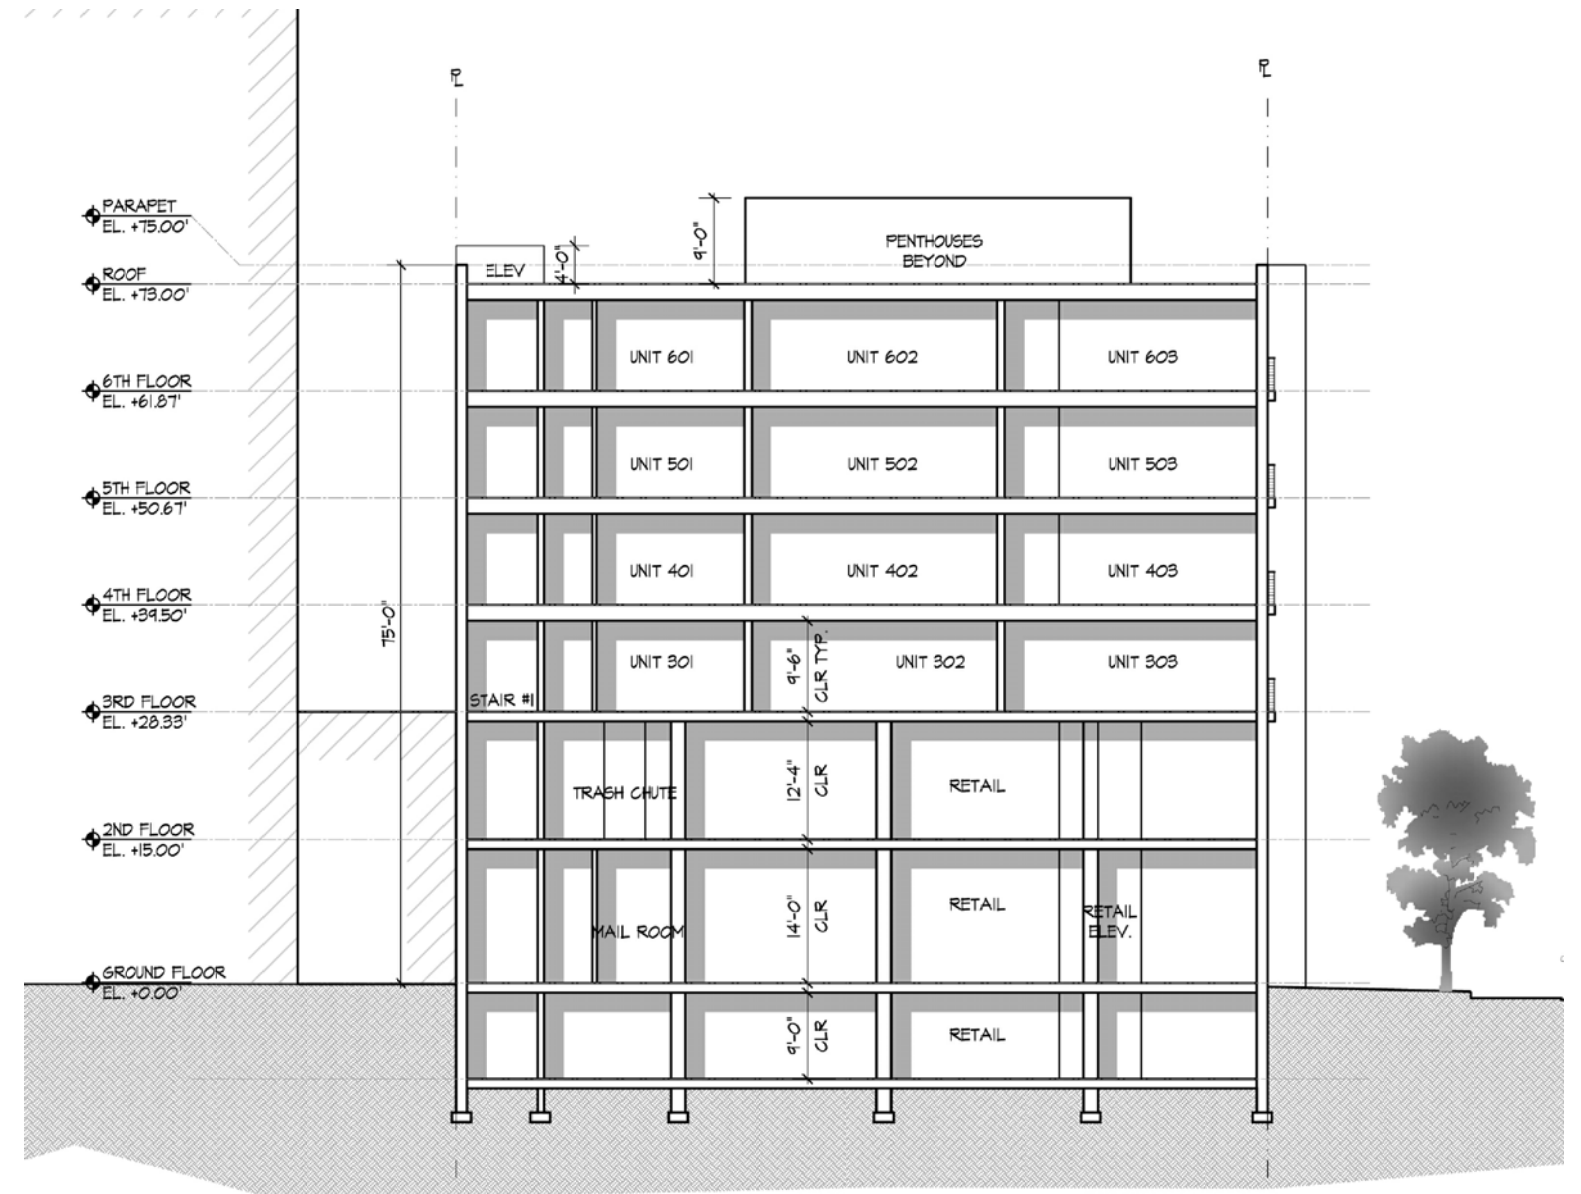 PL
PL
PARAPET
EL. +75.00'
ROOF
EL. +73.00'
6TH FLOOR
EL. +61.87'
5TH FLOOR
EL. +50.67'
4TH FLOOR
EL. +39.50'
3RD FLOOR
EL. +28.33'
2ND FLOOR
EL. +15.00'
GROUND FLOOR
EL. +0.00'
75'-0"
ELEV
4'-0"
9'-0"
PENTHOUSES
BEYOND
UNIT 601
UNIT 602
UNIT 603
UNIT 501
UNIT 502
UNIT 503
UNIT 401
UNIT 402
UNIT 403
UNIT 301
9'-6"
CLR TYP.
UNIT 302
UNIT 303
STAIR #1
TRASH CHUTE
12'-4"
CLR
RETAIL
MAIL ROOM
14'-0"
CLR
RETAIL
RETAIL
ELEV.
9'-0"
CLR
RETAIL